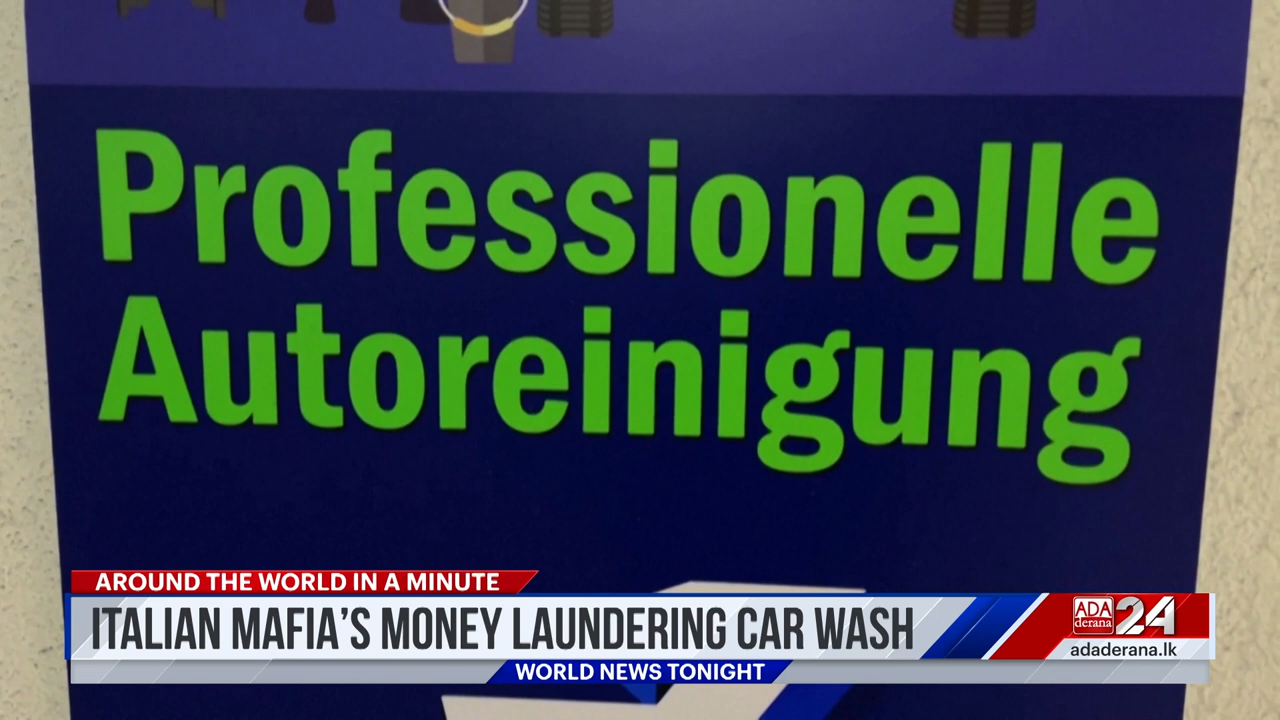 Professionelle
Autoreinigung
AROUND THE WORLD IN A MINUTE
ITALIAN MAFIA'S MONEY LAUNDERING CAR WASH
ADA
derana
24
adaderana.lk
WORLD NEWS TONIGHT